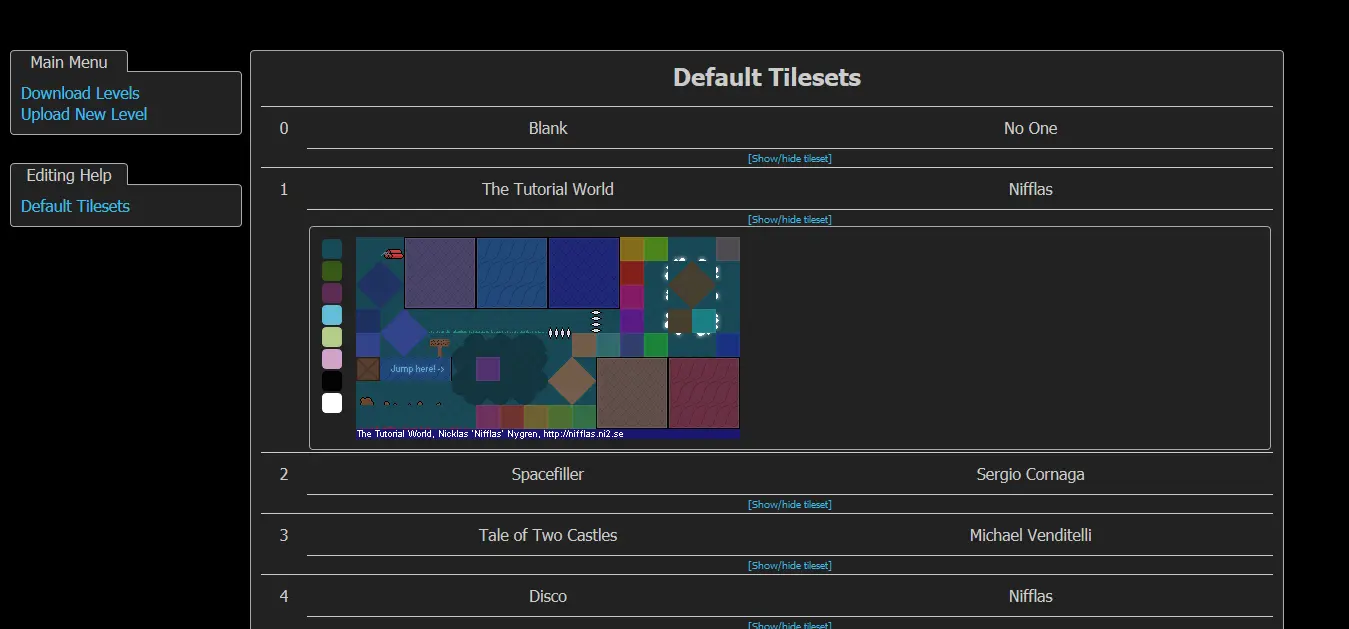 Main Menu
Download Levels
Upload New Level
Editing Help
Default Tilesets
Default Tilesets
0 Blank No One
[Show/hide tileset]
1 The Tutorial World Nifflas
[Show/hide tileset]
Jump here! ->
The Tutorial World, Nicklas 'Nifflas' Nygren, http://nifflas.ni2.se
2 Spacefiller Sergio Cornaga
[Show/hide tileset]
3 Tale of Two Castles Michael Venditelli
[Show/hide tileset]
4 Disco Nifflas
[Show/hide tileset]